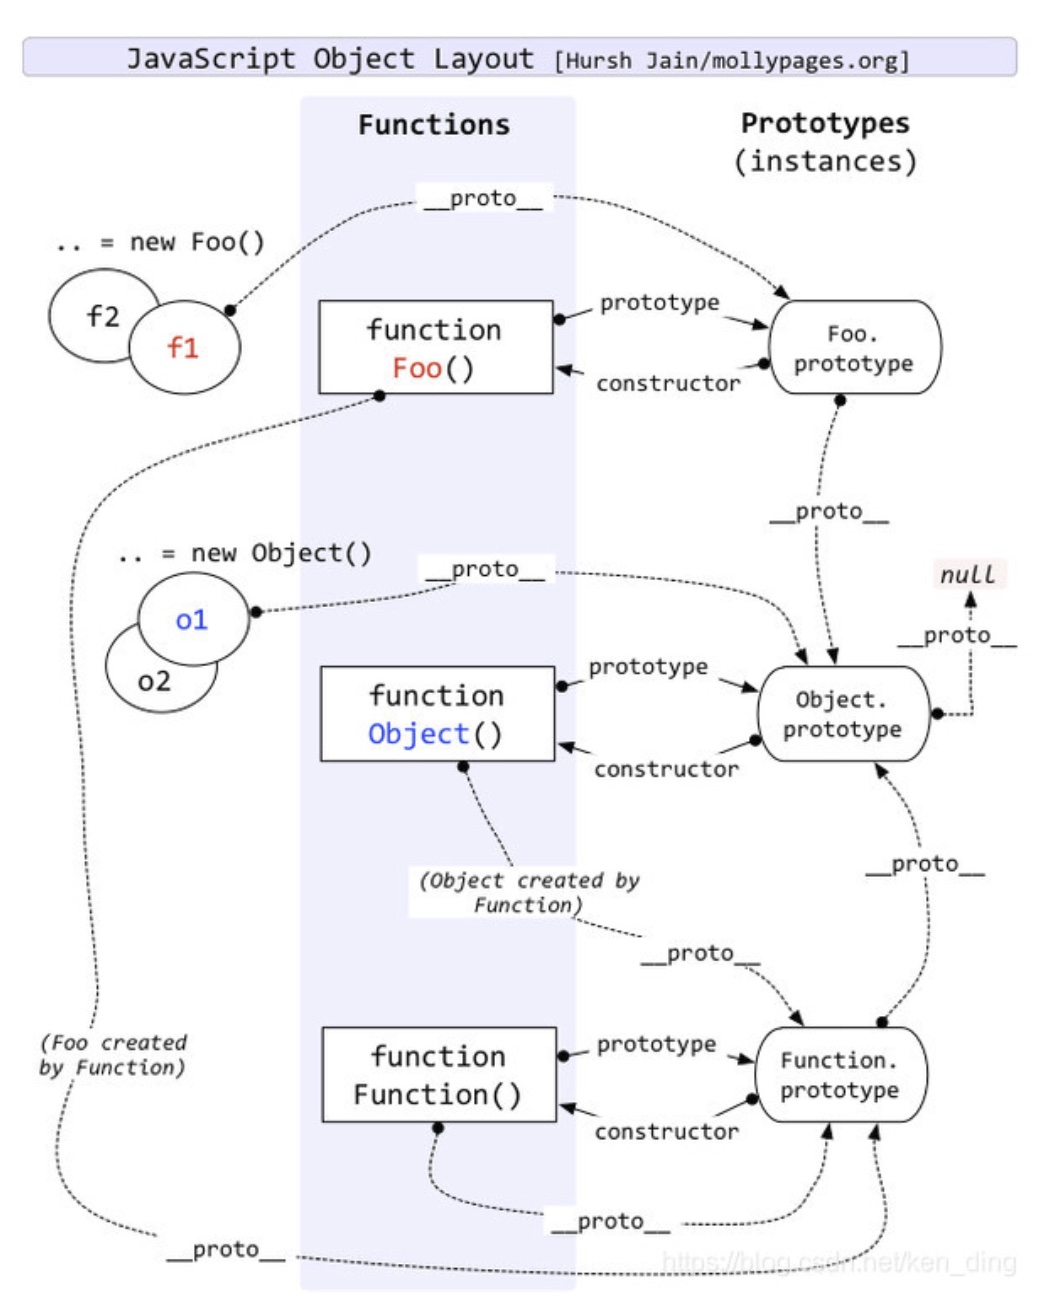 JavaScript Object Layout [Hursh Jain/mollypages.org]
Functions
Prototypes
(instances)
__proto__
.. = new Foo()
f2
f1
function
Foo()
prototype
constructor
Foo.
prototype
__proto__
.. = new Object()
__proto__
o1
o2
null
__proto__
function
Object()
prototype
constructor
Object.
prototype
(Object created by
Function)
__proto__
__proto__
(Foo created
by Function)
function
Function()
prototype
constructor
Function.
prototype
__proto__
__proto__
https://blog.csdn.net/ken_ding